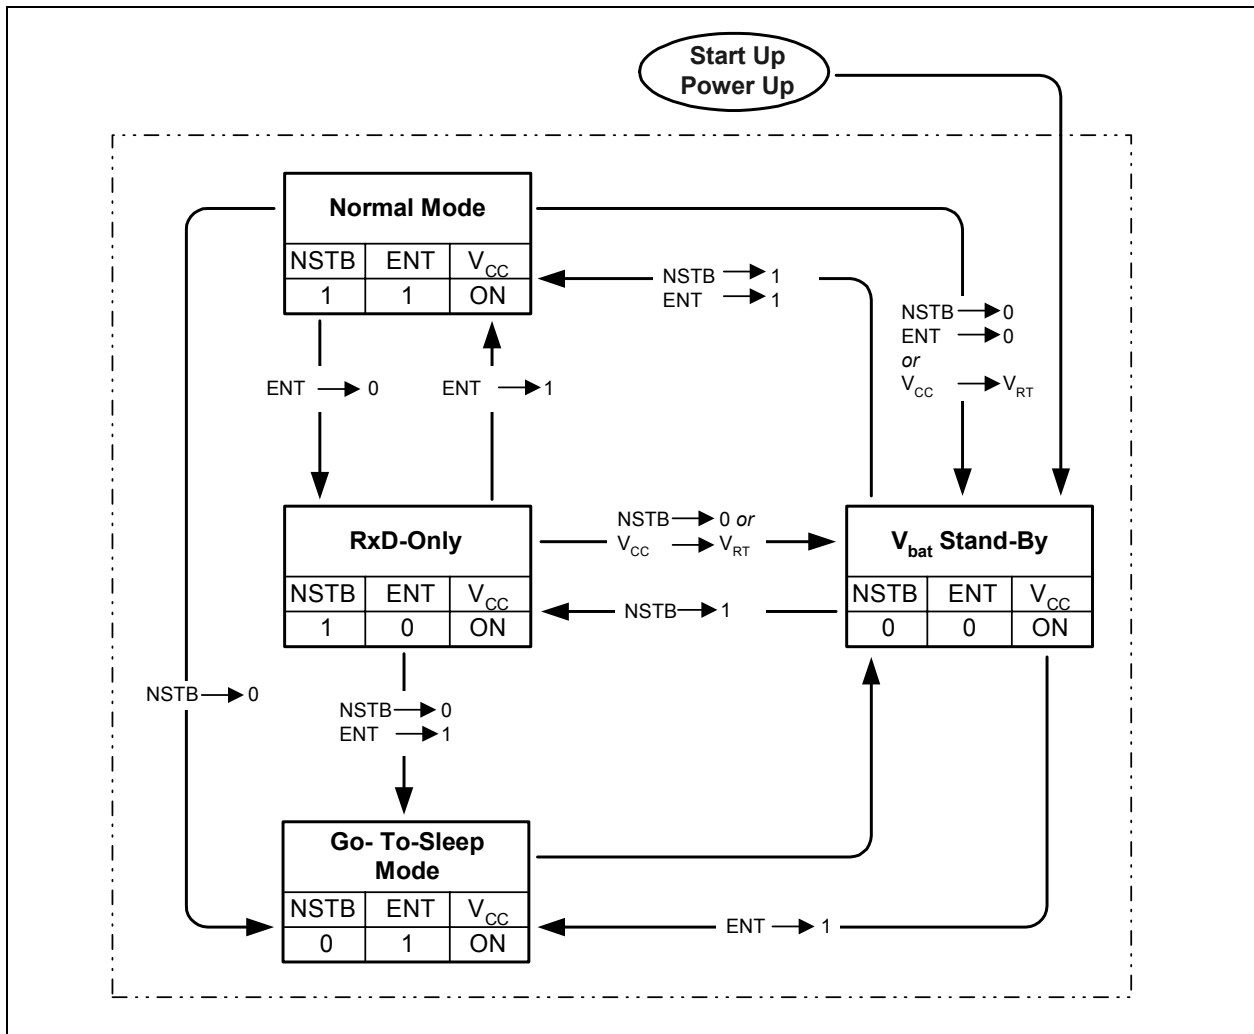 Start Up
Power Up
Normal Mode
NSTB ENT VCC
1 1 ON
NSTB → 1
ENT → 1
NSTB → 0
ENT → 0
or
VCC → VRT
ENT → 0
ENT → 1
RxD-Only
NSTB ENT VCC
1 0 ON
NSTB → 0 or
VCC → VRT
NSTB → 1
Vbat Stand-By
NSTB ENT VCC
0 0 ON
NSTB → 0
NSTB → 0
ENT → 1
Go- To-Sleep
Mode
NSTB ENT VCC
0 1 ON
ENT → 1